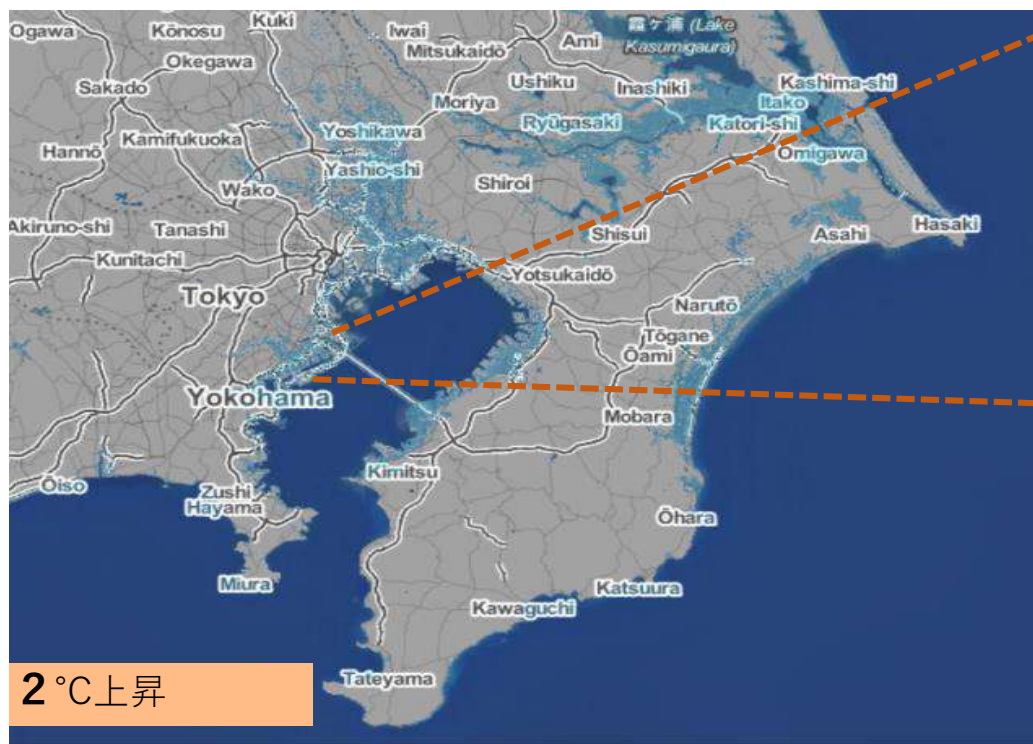 霞ヶ浦 (Lake
Kasumigaura)
Ogawa
Kōnosu
Kuki
Iwai
Mitsukaidō
Ami
Okegawa
Sakado
Ushiku
Inashiki
Kashima-shi
Moriya
Itako
Kamifukuoka
Yoshikawa
Ryūgasaki
Katori-shi
Hannō
Omigawa
Yashio-shi
Wako
Shiroi
Akiruno-shi
Tanashi
Shisui
Asahi
Hasaki
Kunitachi
Yotsukaidō
Tokyo
Narutō
Tōgane
Ōami
Yokohama
Mobara
Kimitsu
Ōiso
Zushi
Hayama
Ōhara
Miura
Katsuura
Kawaguchi
Tateyama
2 °C上昇